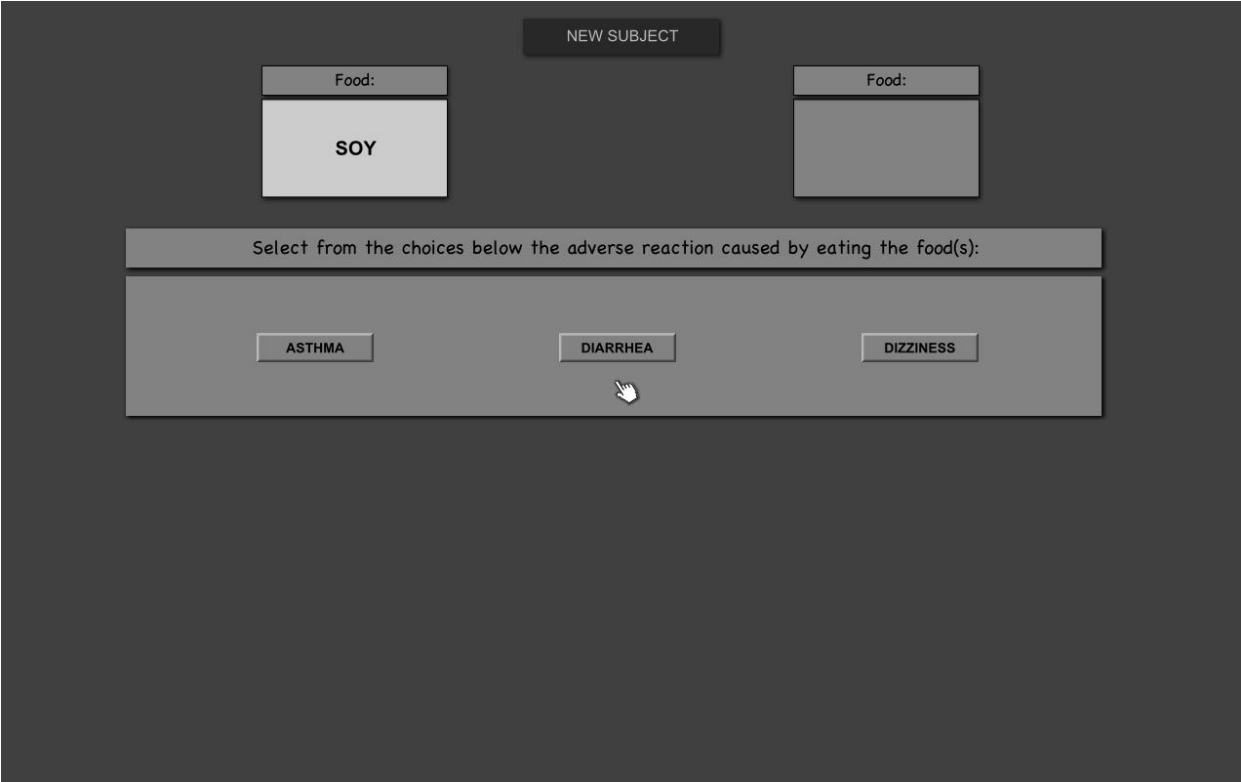 NEW SUBJECT
Food:
Food:
SOY
Select from the choices below the adverse reaction caused by eating the food(s):
ASTHMA
DIARRHEA
DIZZINESS